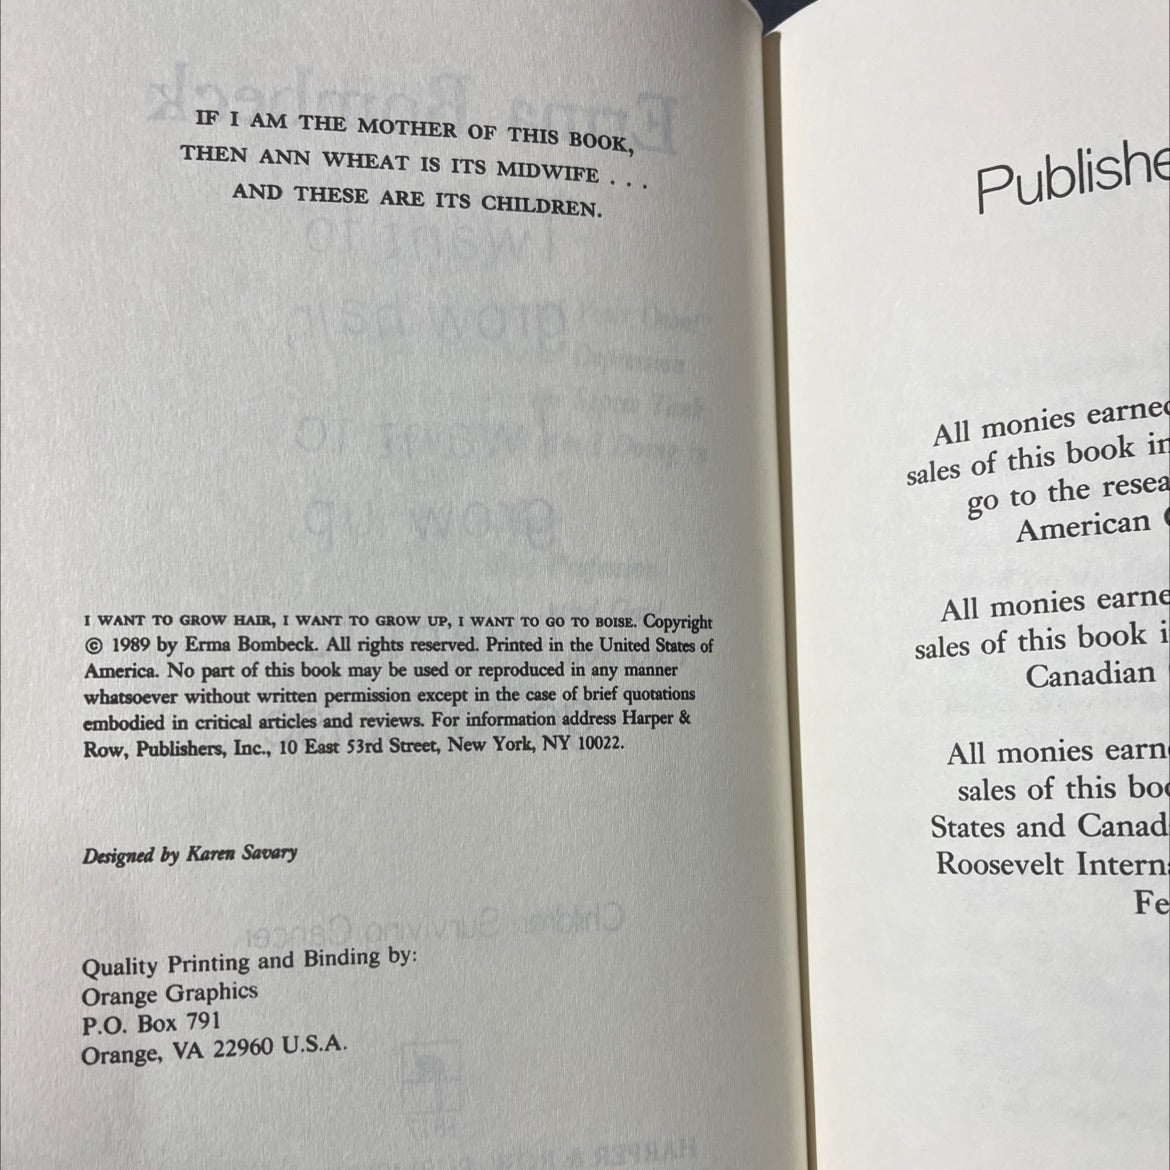 IF I AM THE MOTHER OF THIS BOOK,
THEN ANN WHEAT IS ITS MIDWIFE . . .
AND THESE ARE ITS CHILDREN.
I WANT TO GROW HAIR, I WANT TO GROW UP, I WANT TO GO TO BOISE. Copyright
© 1989 by Erma Bombeck. All rights reserved. Printed in the United States of
America. No part of this book may be used or reproduced in any manner
whatsoever without written permission except in the case of brief quotations
embodied in critical articles and reviews. For information address Harper &
Row, Publishers, Inc., 10 East 53rd Street, New York, NY 10022.
Designed by Karen Savary
Quality Printing and Binding by:
Orange Graphics
P.O. Box 791
Orange, VA 22960 U.S.A.
Publishe
All monies earned
sales of this book in
go to the resea
American
All monies earne
sales of this book i
Canadian
All monies earn
sales of this boo
States and Canad
Roosevelt Interna
Fe